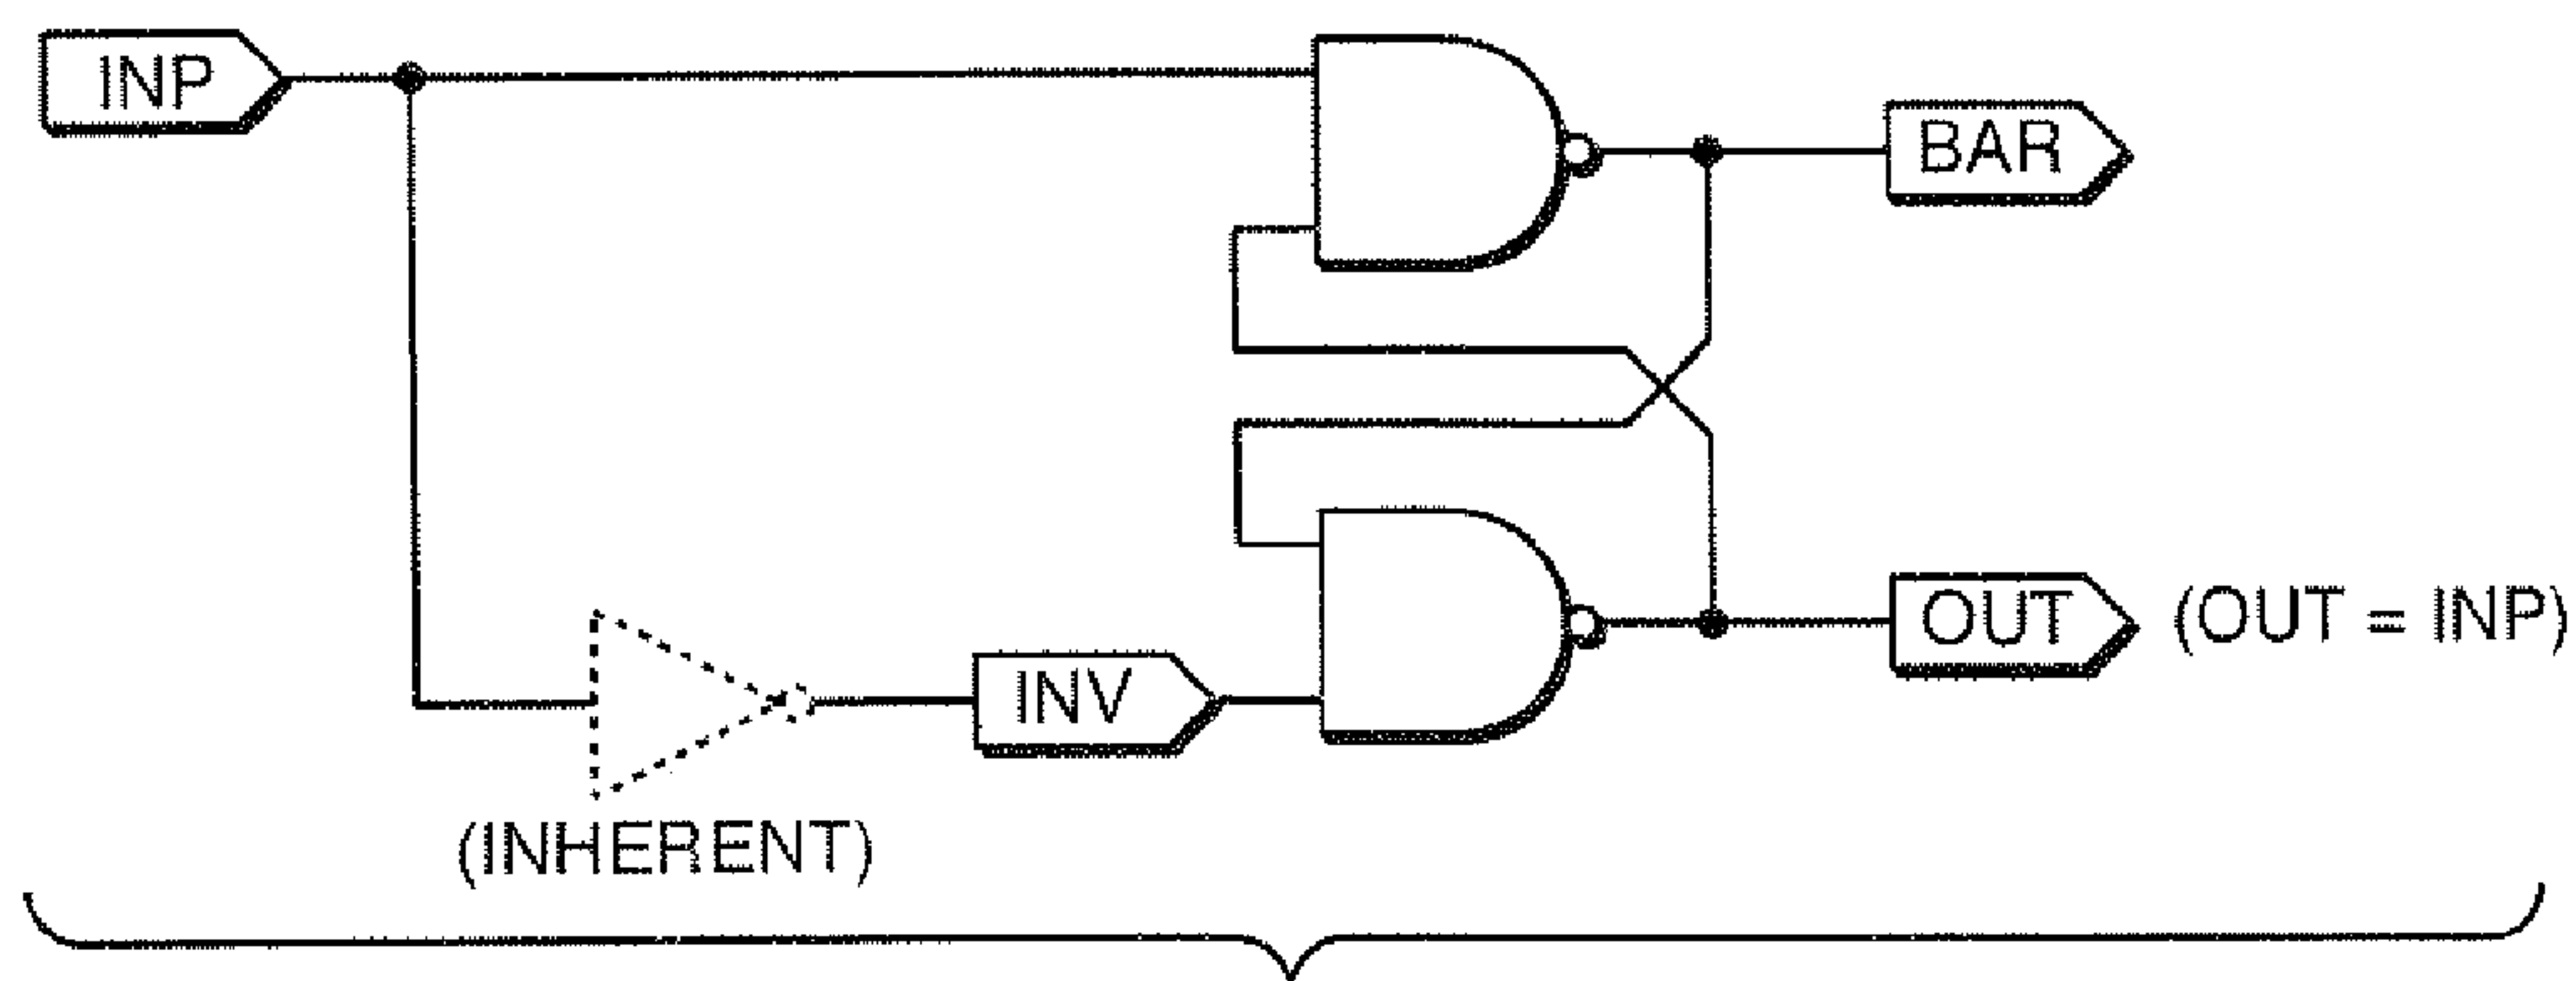 INP
BAR
OUT (OUT = INP)
INV
(INHERENT)